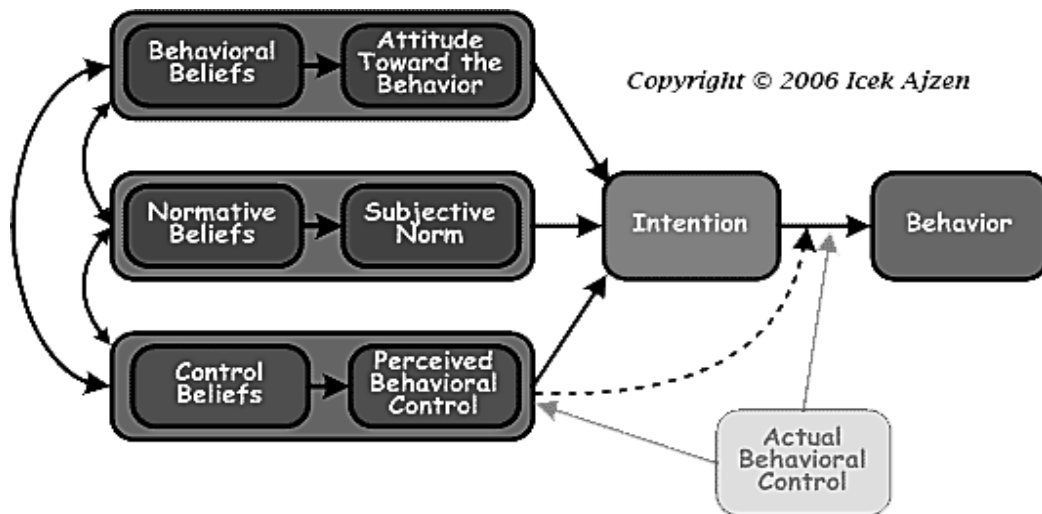 Behavioral
Beliefs
Attitude
Toward the
Behavior
Copyright © 2006 Icek Ajzen
Normative
Beliefs
Subjective
Norm
Intention
Behavior
Control
Beliefs
Perceived
Behavioral
Control
Actual
Behavioral
Control